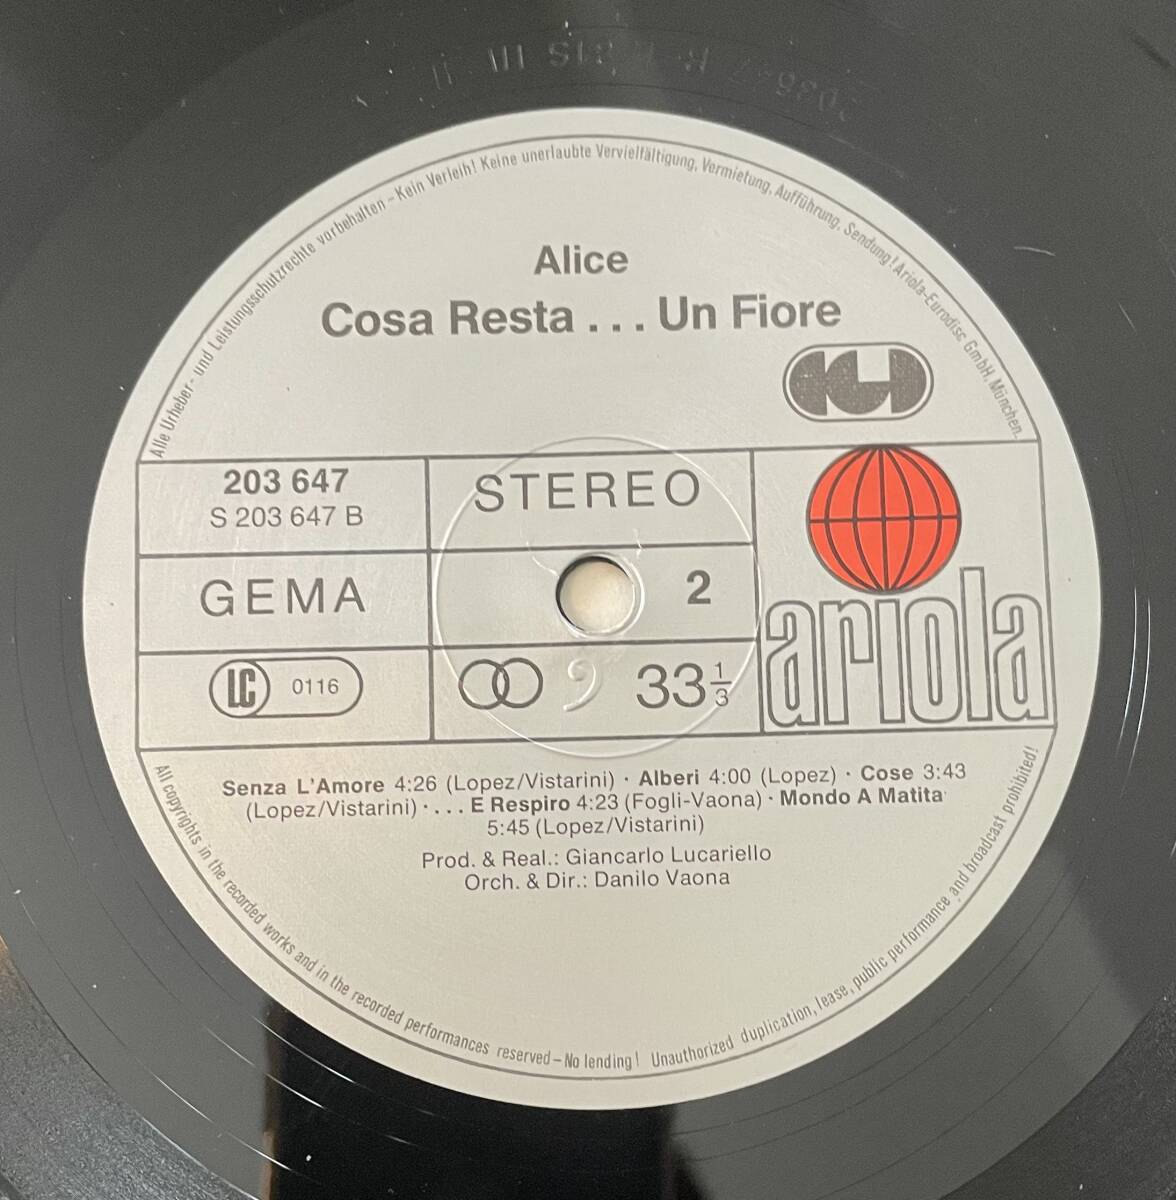 Alle Urheber- und Leistungsschutzrechte vorbehalten – Kein Verleih! Keine unerlaubte Vervielfältigung, Vermietung, Aufführung, Sendung! Ariola-Eurodisc GmbH, München.
Alice
Cosa Resta . . . Un Fiore
203 647
S 203 647 B
STEREO
GEMA
2
LC 0116
33 1/3
ariola
Senza L'Amore 4:26 (Lopez/Vistarini) · Alberi 4:00 (Lopez) · Cose 3:43
(Lopez/Vistarini) · . . . E Respiro 4:23 (Fogli-Vaona) · Mondo A Matita
5:45 (Lopez/Vistarini)
Prod. & Real.: Giancarlo Lucariello
Orch. & Dir.: Danilo Vaona
All copyrights in the recorded works and in the recorded performances reserved – No lending! Unauthorized duplication, lease, public performance and broadcast prohibited!